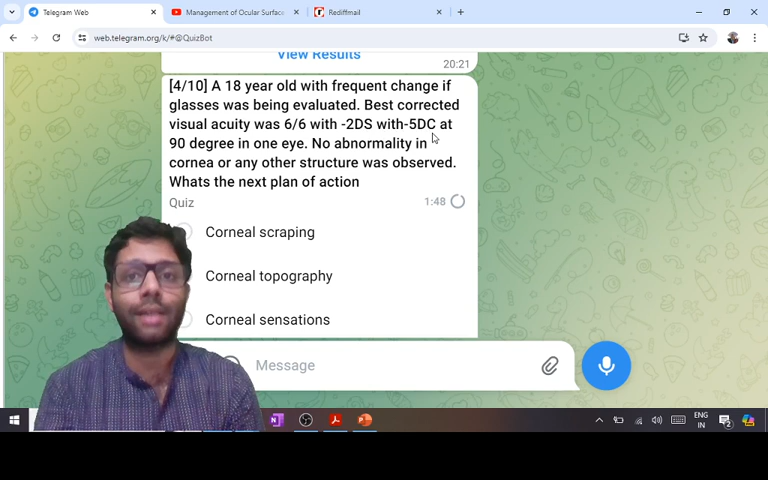 Telegram Web
Management of Ocular Surface
Rediffmail
web.telegram.org/k/#@QuizBot
View Results
20:21
[4/10] A 18 year old with frequent change if
glasses was being evaluated. Best corrected
visual acuity was 6/6 with -2DS with-5DC at
90 degree in one eye. No abnormality in
cornea or any other structure was observed.
Whats the next plan of action
Quiz
1:48
Corneal scraping
Corneal topography
Corneal sensations
Message
ENG
IN
2